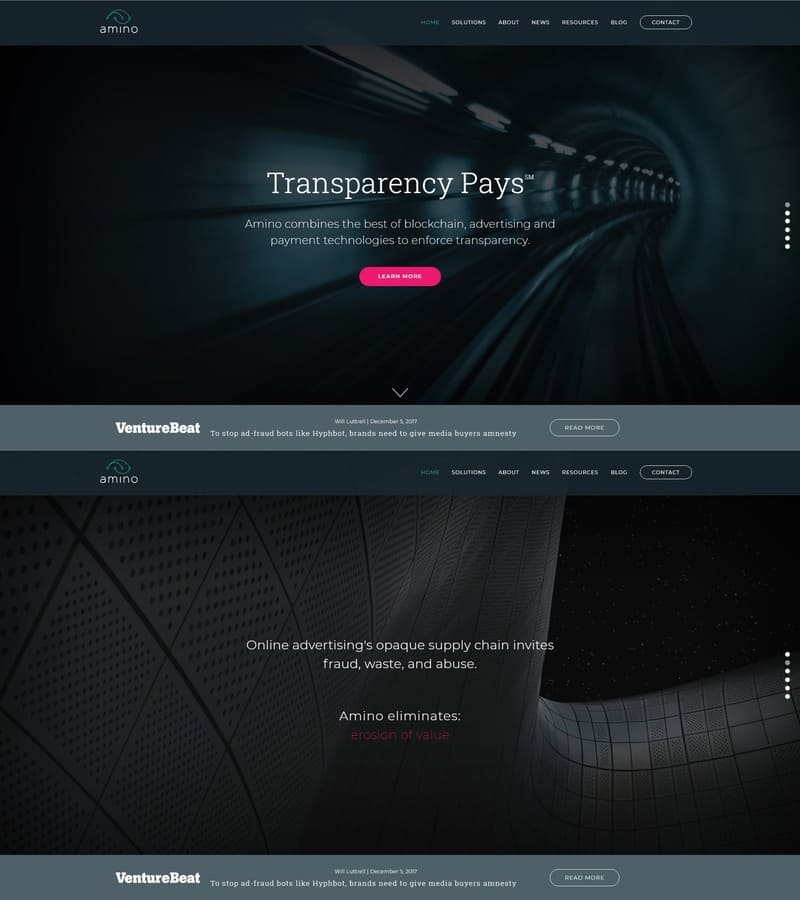 amino
HOME SOLUTIONS ABOUT NEWS RESOURCES BLOG CONTACT
Transparency Pays℠
Amino combines the best of blockchain, advertising and
payment technologies to enforce transparency.
LEARN MORE
VentureBeat
Will Luttrell | December 5, 2017
To stop ad-fraud bots like Hyphbot, brands need to give media buyers amnesty
READ MORE
amino
HOME SOLUTIONS ABOUT NEWS RESOURCES BLOG CONTACT
Online advertising's opaque supply chain invites
fraud, waste, and abuse.
Amino eliminates:
erosion of value
VentureBeat
Will Luttrell | December 5, 2017
To stop ad-fraud bots like Hyphbot, brands need to give media buyers amnesty
READ MORE